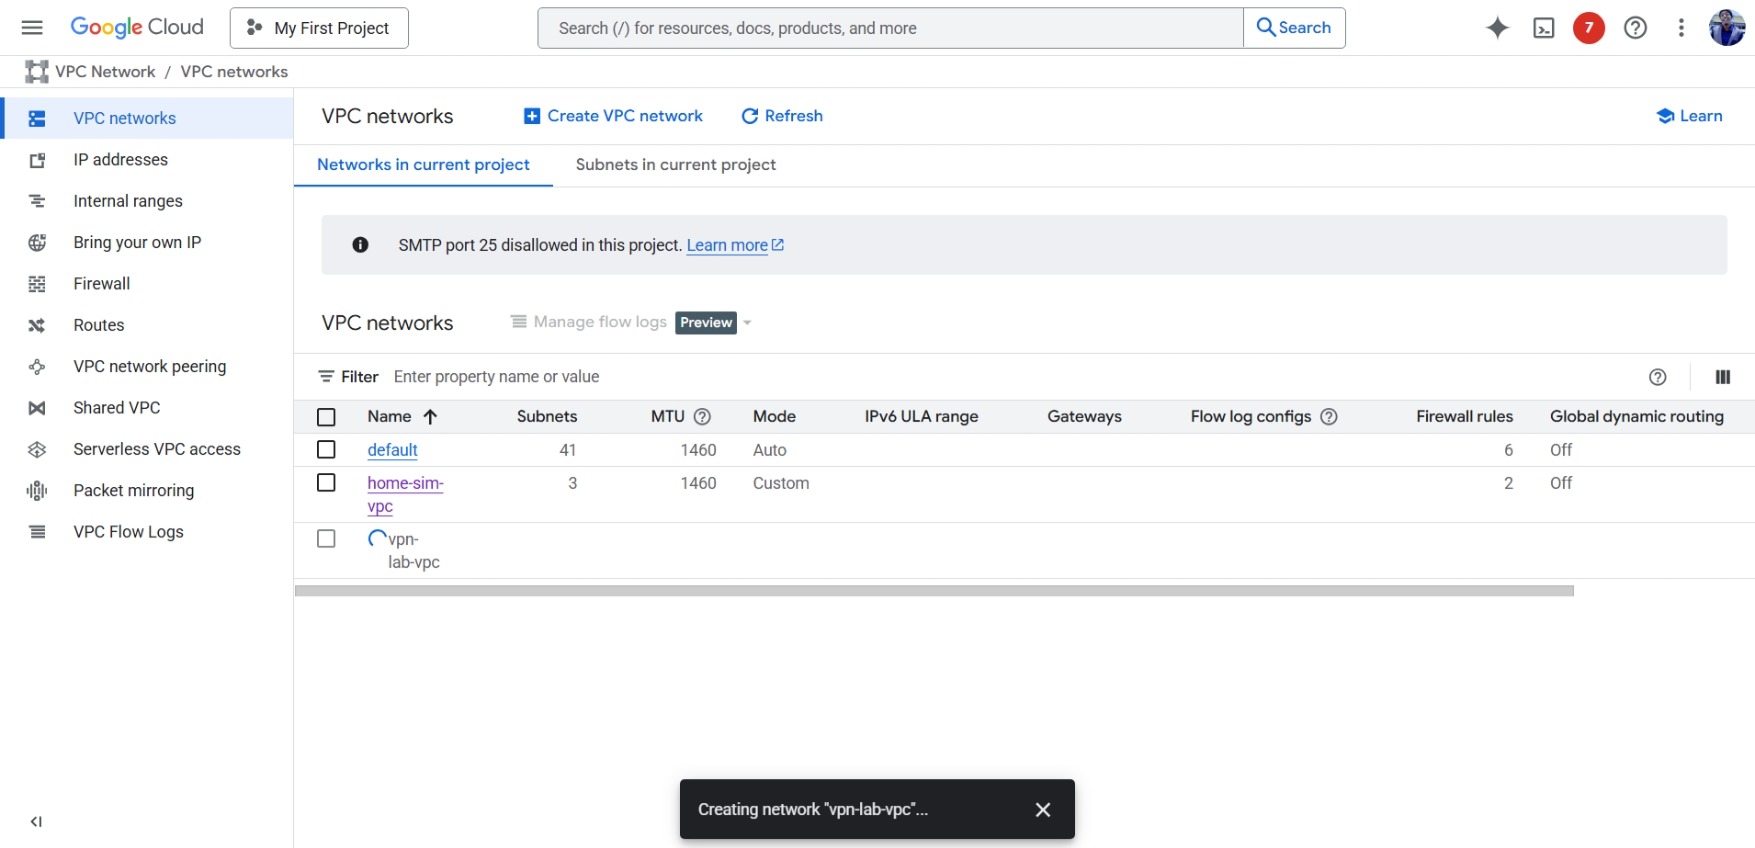 Google Cloud
My First Project
Search (/) for resources, docs, products, and more
Search
7
VPC Network / VPC networks
VPC networks
IP addresses
Internal ranges
Bring your own IP
Firewall
Routes
VPC network peering
Shared VPC
Serverless VPC access
Packet mirroring
VPC Flow Logs
VPC networks
Create VPC network
Refresh
Learn
Networks in current project
Subnets in current project
SMTP port 25 disallowed in this project. Learn more
VPC networks
Manage flow logs
Preview
Filter Enter property name or value
Name Subnets MTU Mode IPv6 ULA range Gateways Flow log configs Firewall rules Global dynamic routing
default 41 1460 Auto 6 Off
home-sim- 3 1460 Custom 2 Off
vpc
vpn-
lab-vpc
Creating network "vpn-lab-vpc"...